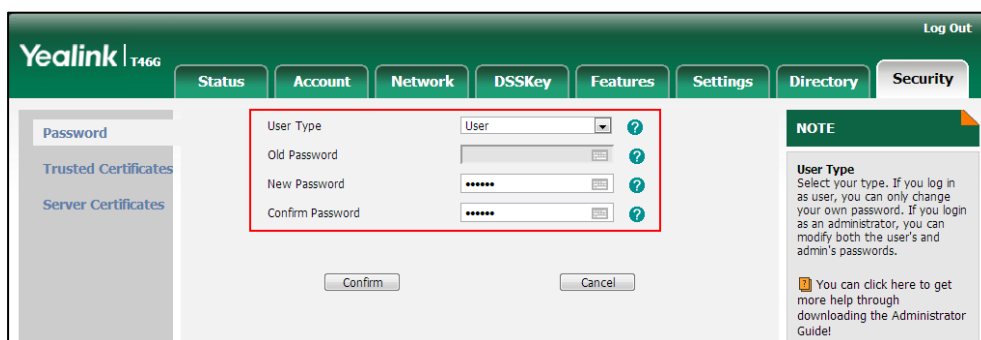 Log Out
Yealink | T46G
Status Account Network DSSKey Features Settings Directory Security
Password
Trusted Certificates
Server Certificates
User Type User
Old Password
New Password ••••••
Confirm Password ••••••
Confirm Cancel
NOTE
User Type
Select your type. If you log in
as user, you can only change
your own password. If you login
as an administrator, you can
modify both the user's and
admin's passwords.
You can click here to get
more help through
downloading the Administrator
Guide!